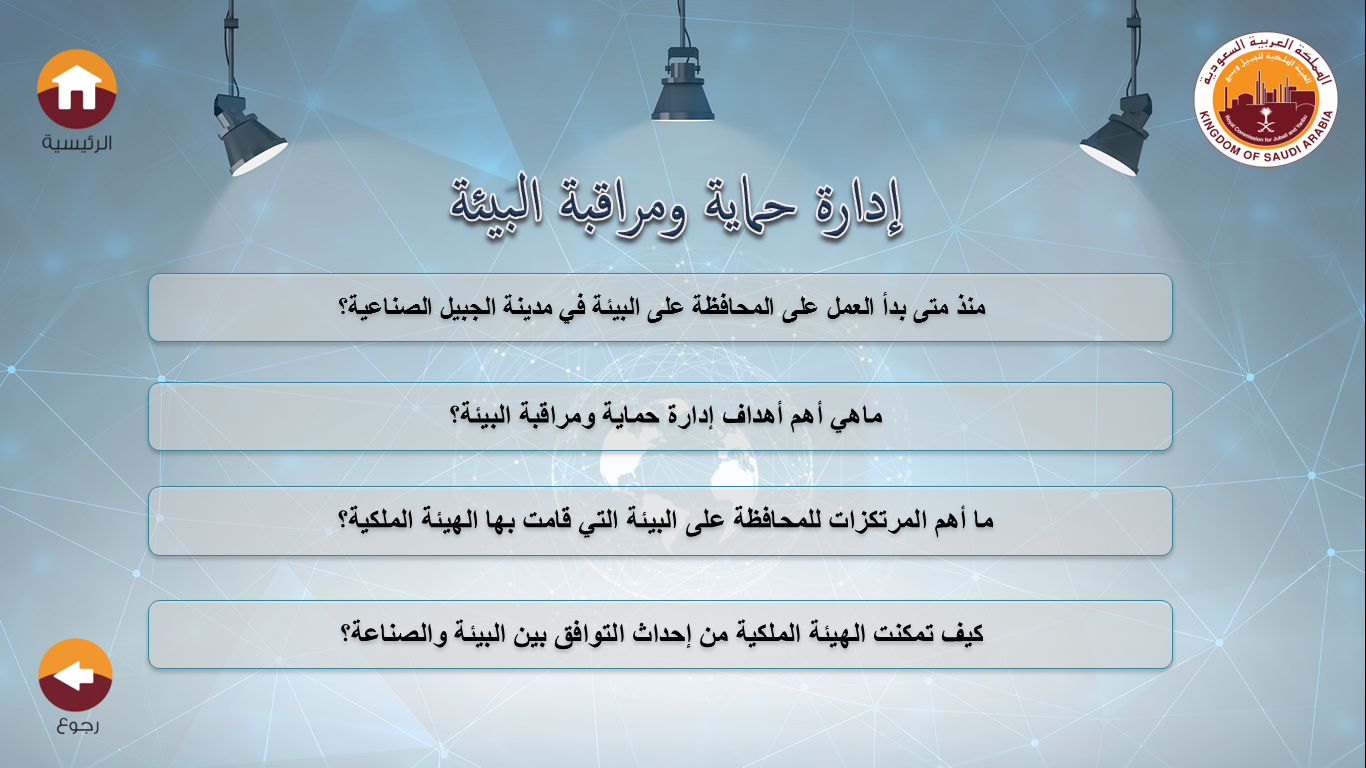 المملكة العربية السعودية
الهيئة الملكية للجبيل وينبع
Royal Commission for Jubail and Yanbu
KINGDOM OF SAUDI ARABIA
الرئيسية
إدارة حماية ومراقبة البيئة
منذ متى بدأ العمل على المحافظة على البيئة في مدينة الجبيل الصناعية؟
ماهي أهم أهداف إدارة حماية ومراقبة البيئة؟
ما أهم المرتكزات للمحافظة على البيئة التي قامت بها الهيئة الملكية؟
كيف تمكنت الهيئة الملكية من إحداث التوافق بين البيئة والصناعة؟
رجوع